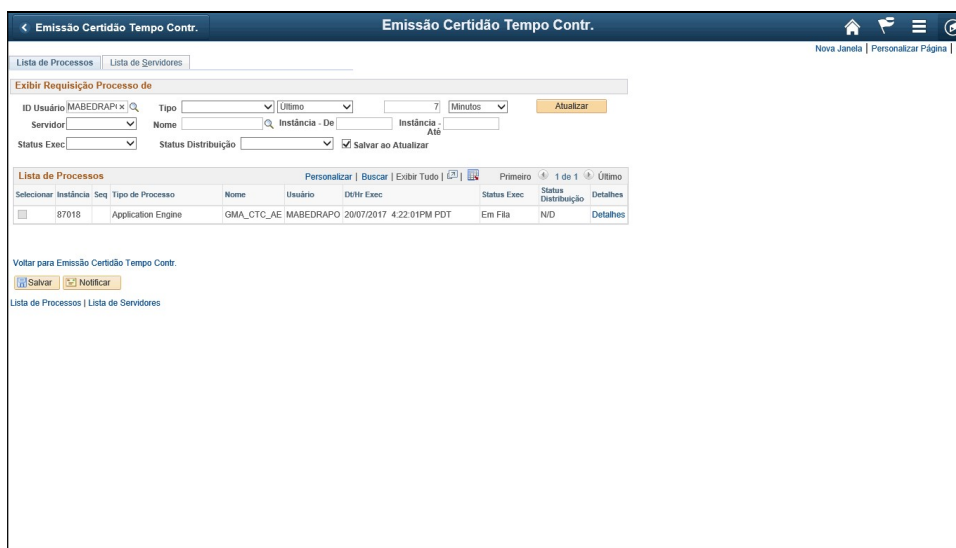 Emissão Certidão Tempo Contr.
Emissão Certidão Tempo Contr.
Nova Janela | Personalizar Página |
Lista de Processos
Lista de Servidores
Exibir Requisição Processo de
ID Usuário MABEDRAP Tipo Último 7 Minutos Atualizar
Servidor Nome Instância - De Instância - Até
Status Exec Status Distribuição Salvar ao Atualizar
Lista de Processos Personalizar | Buscar | Exibir Tudo | Primeiro 1 de 1 Último
Selecionar Instância Seq Tipo de Processo Nome Usuário Dt/Hr Exec Status Exec Status Distribuição Detalhes
87018 Application Engine GMA_CTC_AE MABEDRAPO 20/07/2017 4:22:01PM PDT Em Fila N/D Detalhes
Voltar para Emissão Certidão Tempo Contr.
Salvar Notificar
Lista de Processos | Lista de Servidores